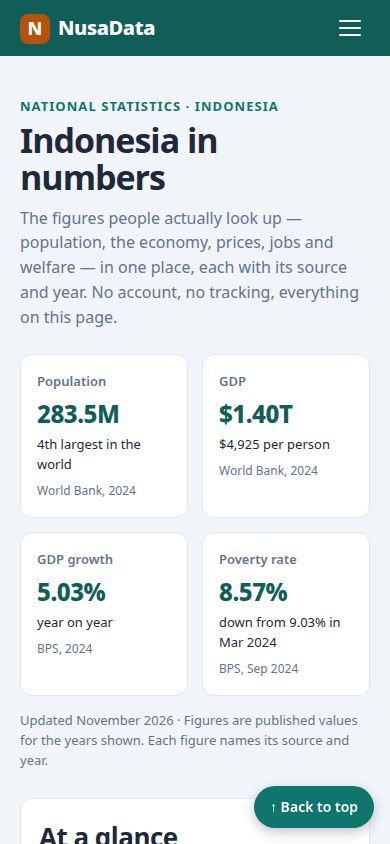 N NusaData
NATIONAL STATISTICS · INDONESIA
Indonesia in
numbers
The figures people actually look up —
population, the economy, prices, jobs and
welfare — in one place, each with its source
and year. No account, no tracking, everything
on this page.
Population
283.5M
4th largest in the
world
World Bank, 2024
GDP
$1.40T
$4,925 per person
World Bank, 2024
GDP growth
5.03%
year on year
BPS, 2024
Poverty rate
8.57%
down from 9.03% in
Mar 2024
BPS, Sep 2024
Updated November 2026 · Figures are published values
for the years shown. Each figure names its source and
year.
↑ Back to top
At a glance